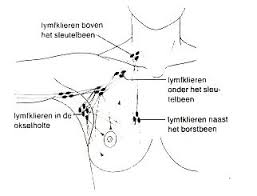 lymfklieren boven
het sleutelbeen
lymfklieren
onder het sleu-
telbeen
lymfklieren in de
okselholte
lymfklieren naast
het borstbeen